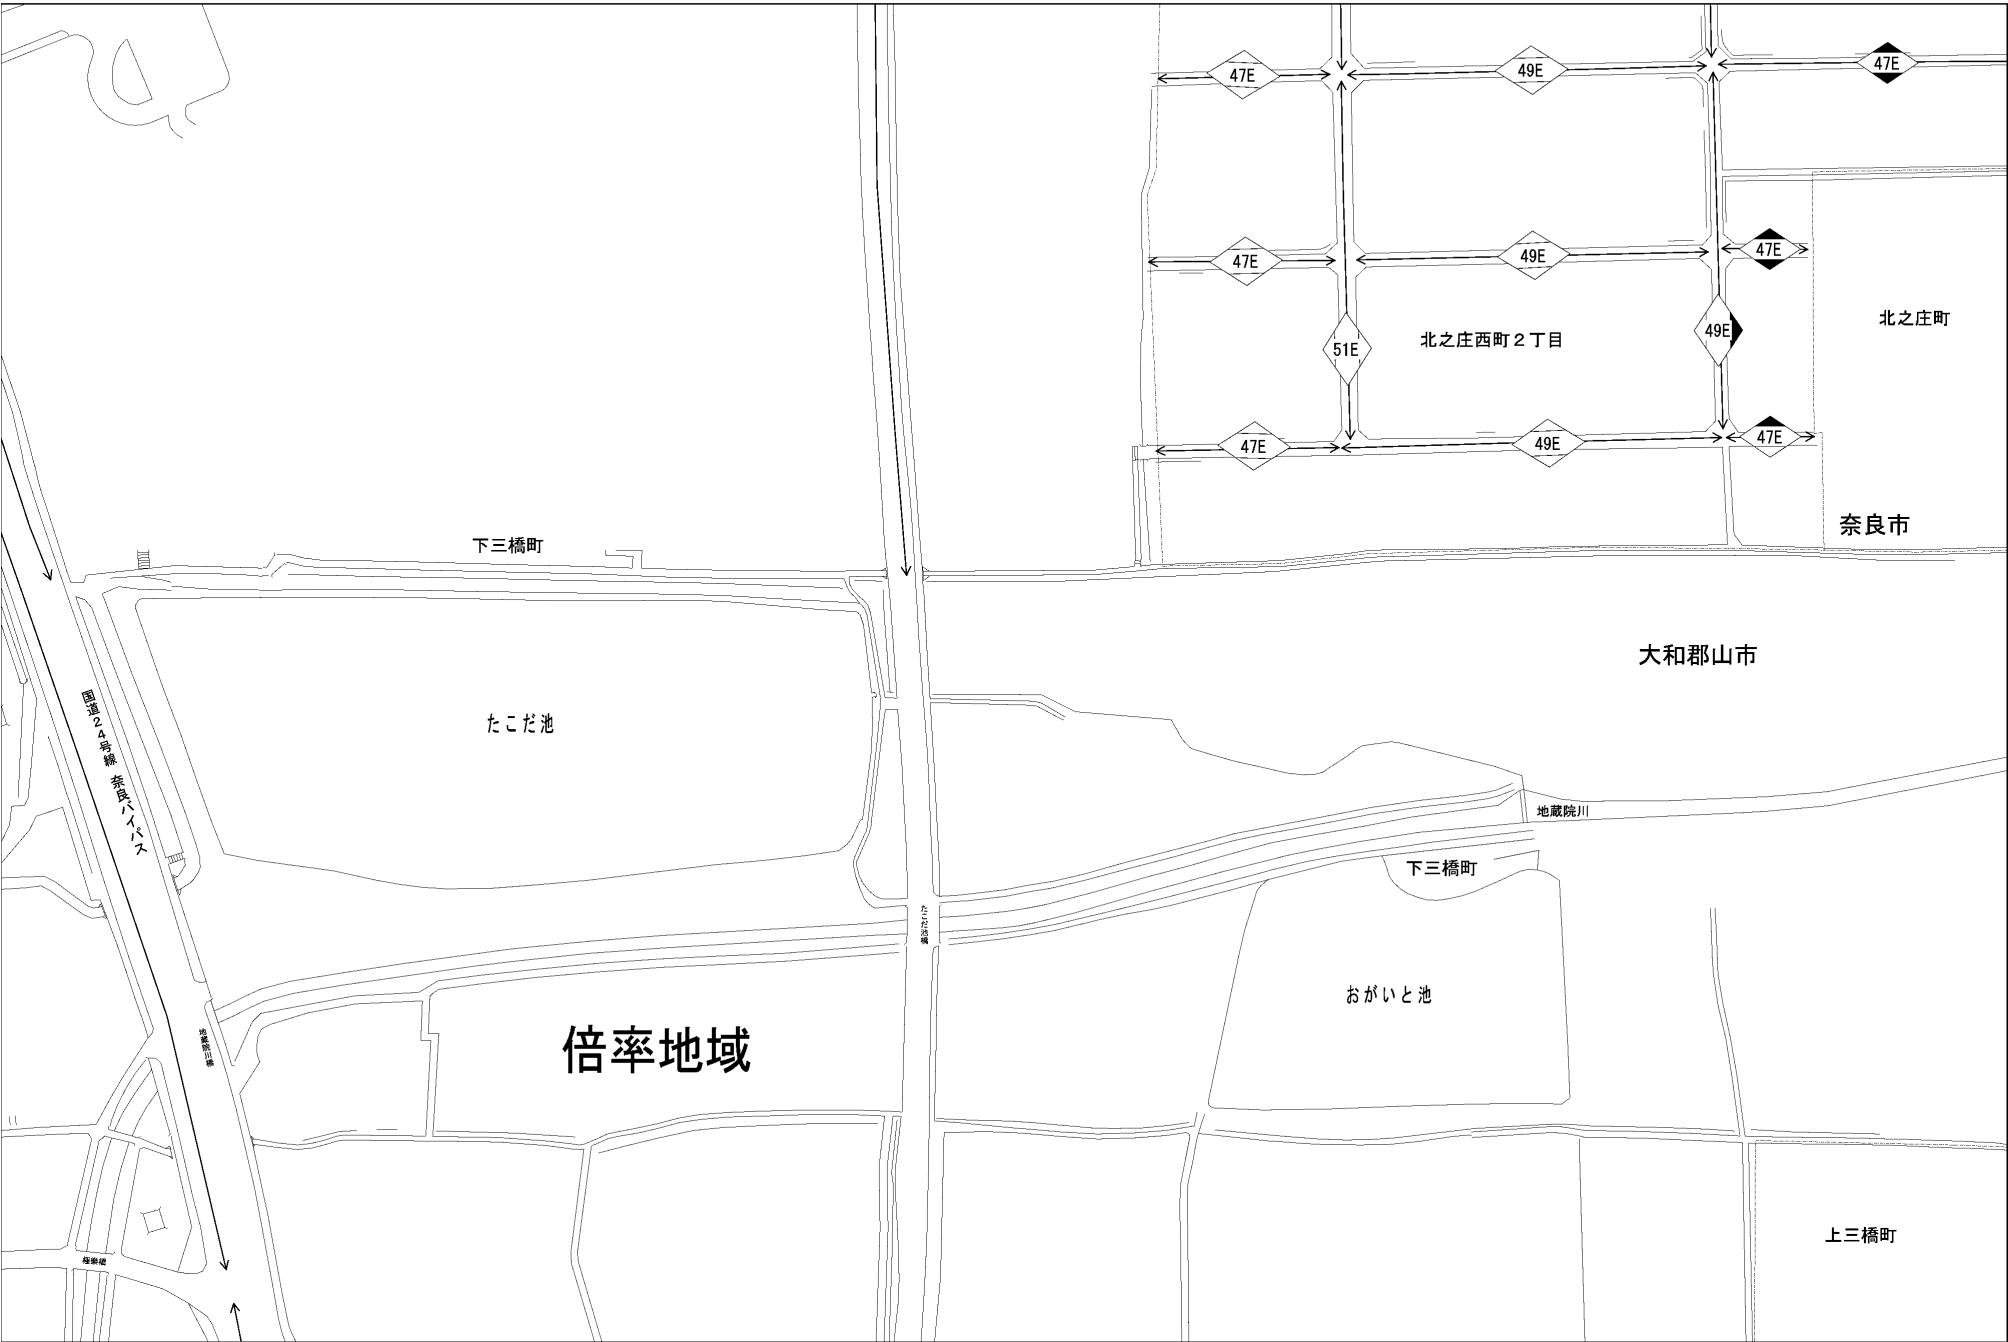 47E
49E
47E
47E
49E
47E
北之庄町
49E
北之庄西町２丁目
51E
47E
49E
47E
奈良市
下三橋町
大和郡山市
国道２４号線 奈良バイパス
たこだ池
地蔵院川
下三橋町
たこだ池橋
おがいと池
倍率地域
地蔵院川橋
上三橋町
極楽橋